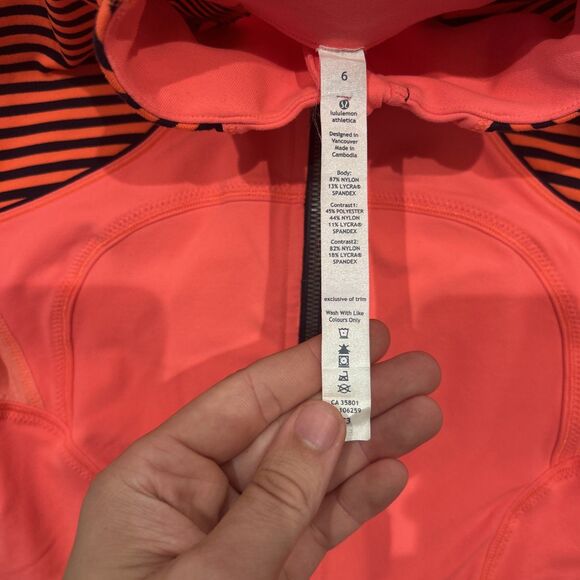 6
lululemon
athletica
Designed in
Vancouver
Made in
Cambodia
Body:
87% NYLON
13% LYCRA®
SPANDEX
Contrast1:
45% POLYESTER
44% NYLON
11% LYCRA®
SPANDEX
Contrast2:
82% NYLON
18% LYCRA®
SPANDEX
exclusive of trim
Wash With Like
Colours Only
CA 35801
306259